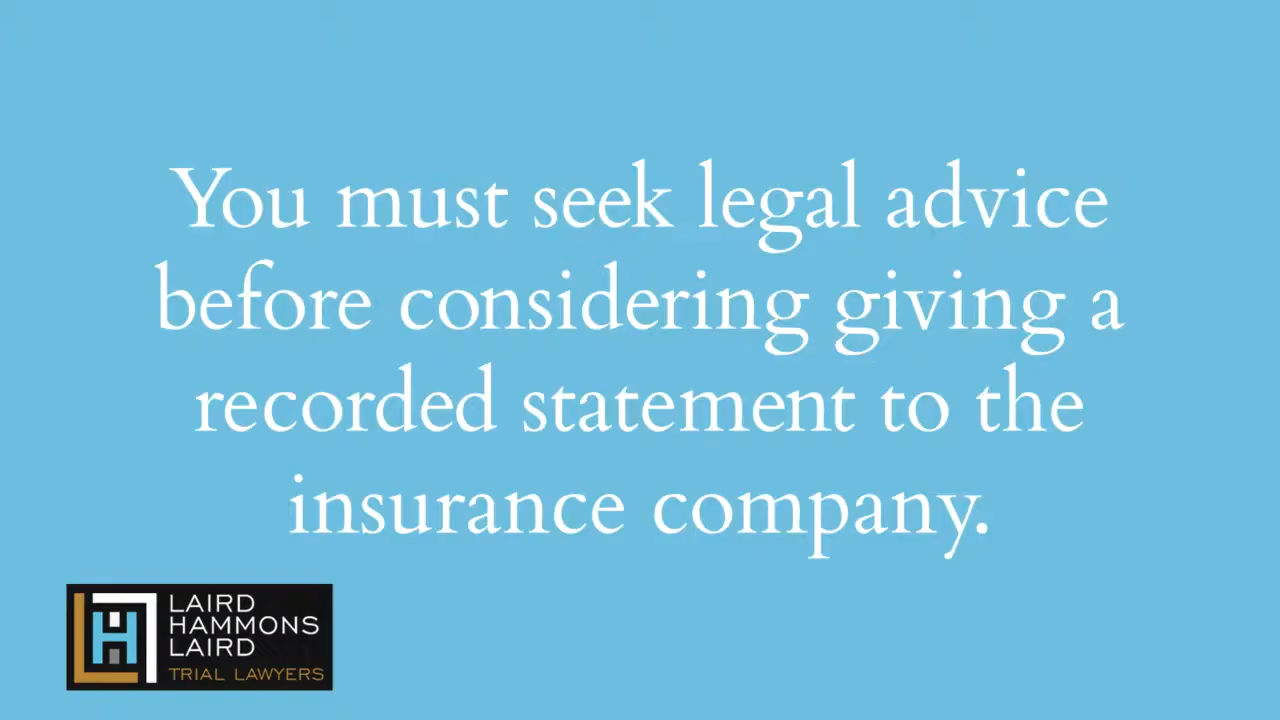 You must seek legal advice
before considering giving a
recorded statement to the
insurance company.
LAIRD
HAMMONS
LAIRD
TRIAL LAWYERS